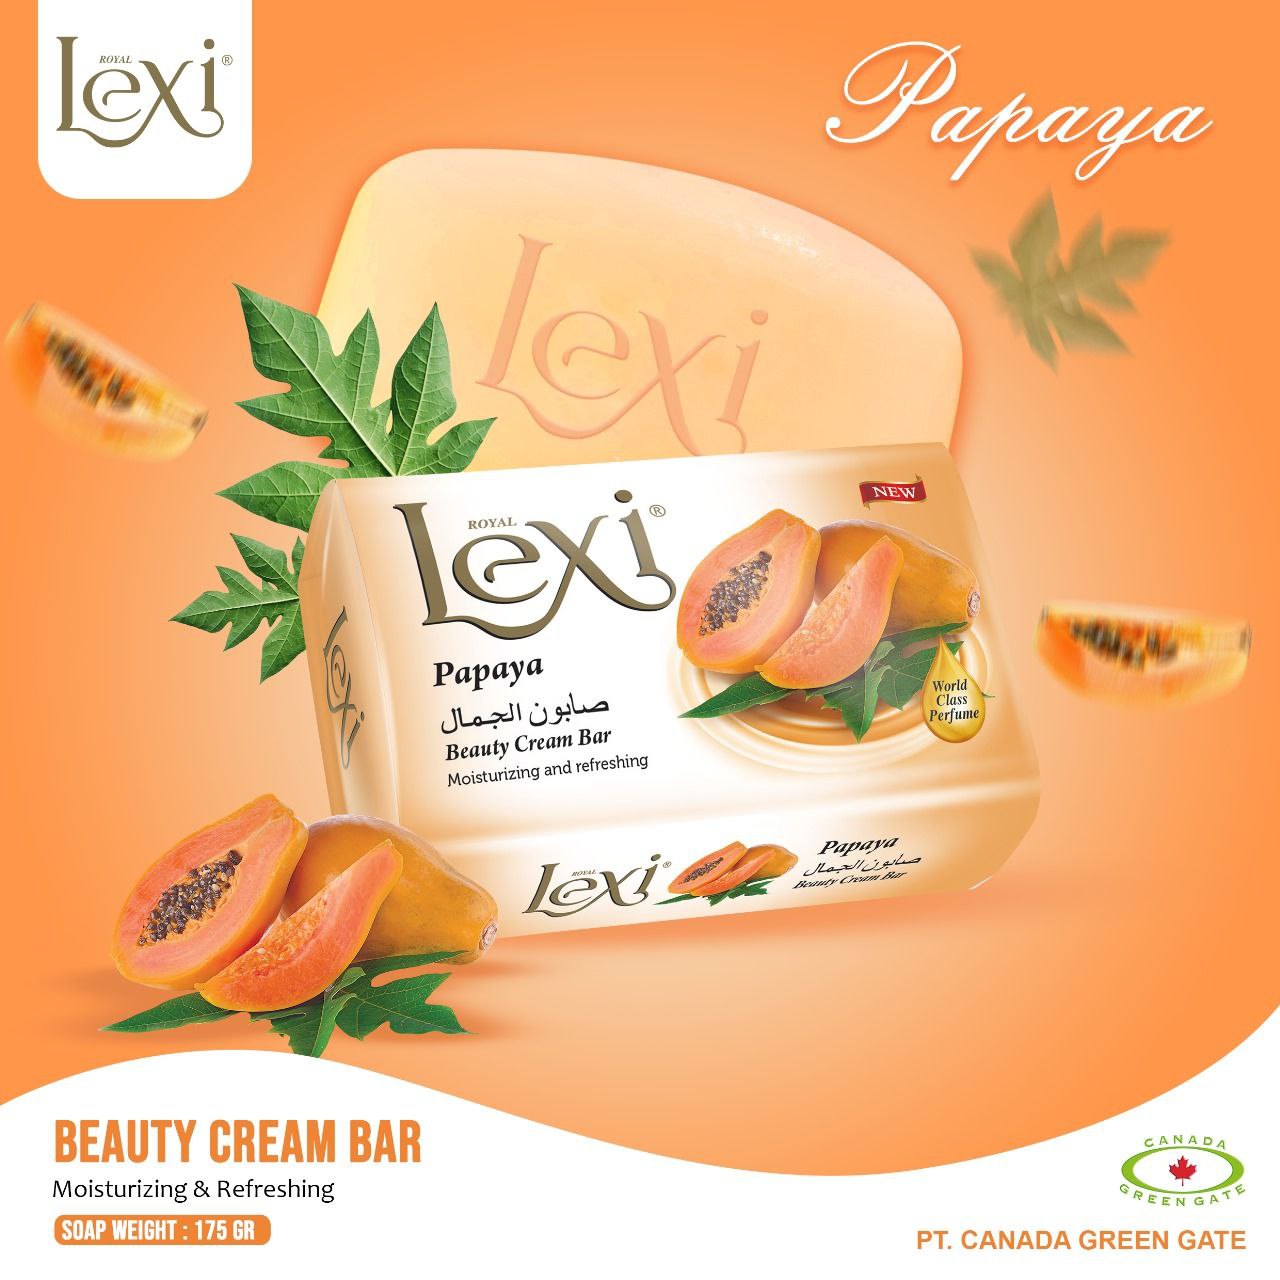 ROYAL
Lexi®
Papaya
Lexi
NEW
ROYAL
Lexi®
Lexi
Papaya
صابون الجمال
Beauty Cream Bar
Moisturizing and refreshing
World
Class
Perfume
ROYAL
Lexi®
Papaya
صابون الجمال
Beauty Cream Bar
BEAUTY CREAM BAR
Moisturizing & Refreshing
SOAP WEIGHT : 175 GR
CANADA
GREEN GATE
PT. CANADA GREEN GATE